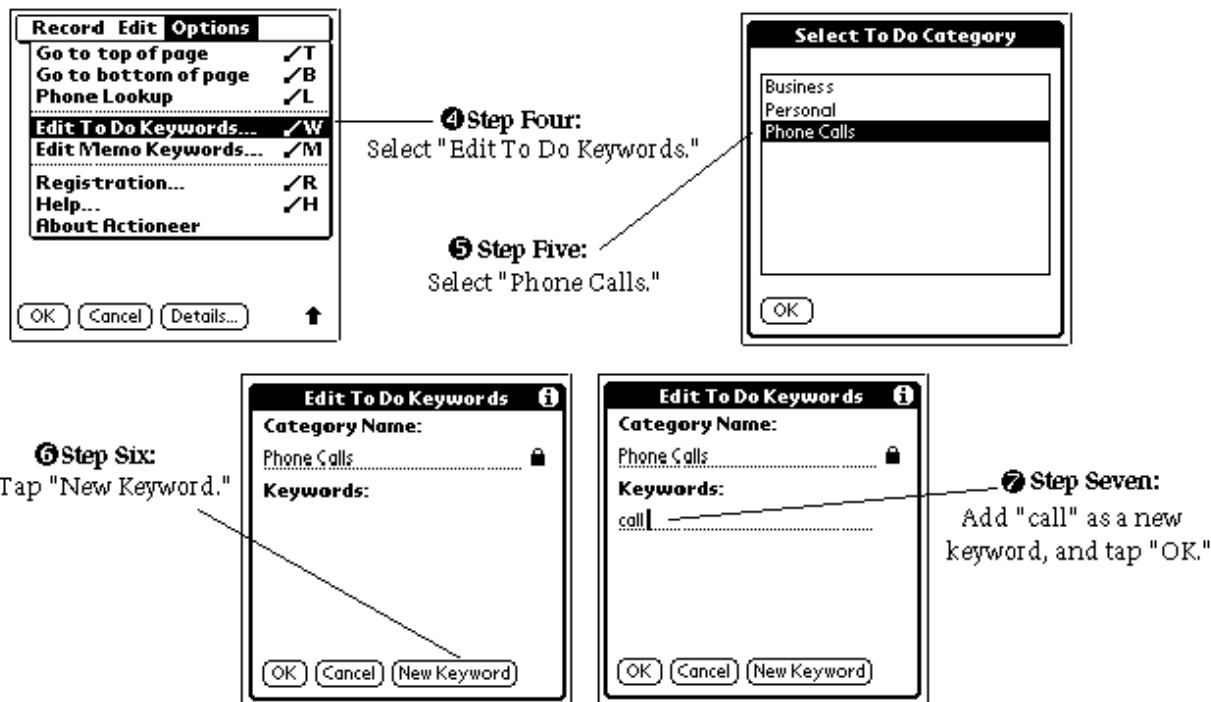 Record Edit Options
Go to top of page /T
Go to bottom of page /B
Phone Lookup /L
Edit To Do Keywords... /W
Edit Memo Keywords... /M
Registration... /R
Help... /H
About Actioneer
OK Cancel Details...
❹ Step Four:
Select "Edit To Do Keywords."
❺ Step Five:
Select "Phone Calls."
Select To Do Category
Business
Personal
Phone Calls
OK
❻ Step Six:
Tap "New Keyword."
Edit To Do Keywords i
Category Name:
Phone Calls
Keywords:
OK Cancel New Keyword
Edit To Do Keywords i
Category Name:
Phone Calls
Keywords:
call
OK Cancel New Keyword
❼ Step Seven:
Add "call" as a new
keyword, and tap "OK."